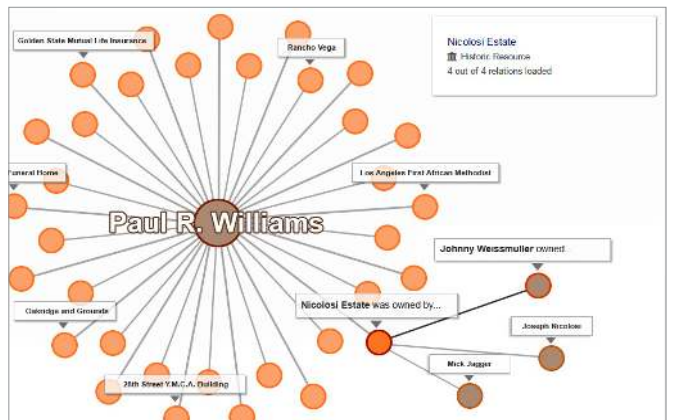 Golden State Mutual Life Insurance
Rancho Vega
Nicolosi Estate
Historic Resource
4 out of 4 relations loaded
Funeral Home
Los Angeles First African Methodist
Paul R. Williams
Johnny Weissmuller owned
Nicolosi Estate was owned by...
Oakridge and Grounds
Joseph Nicolosi
Mick Jagger
28th Street Y.M.C.A. Building